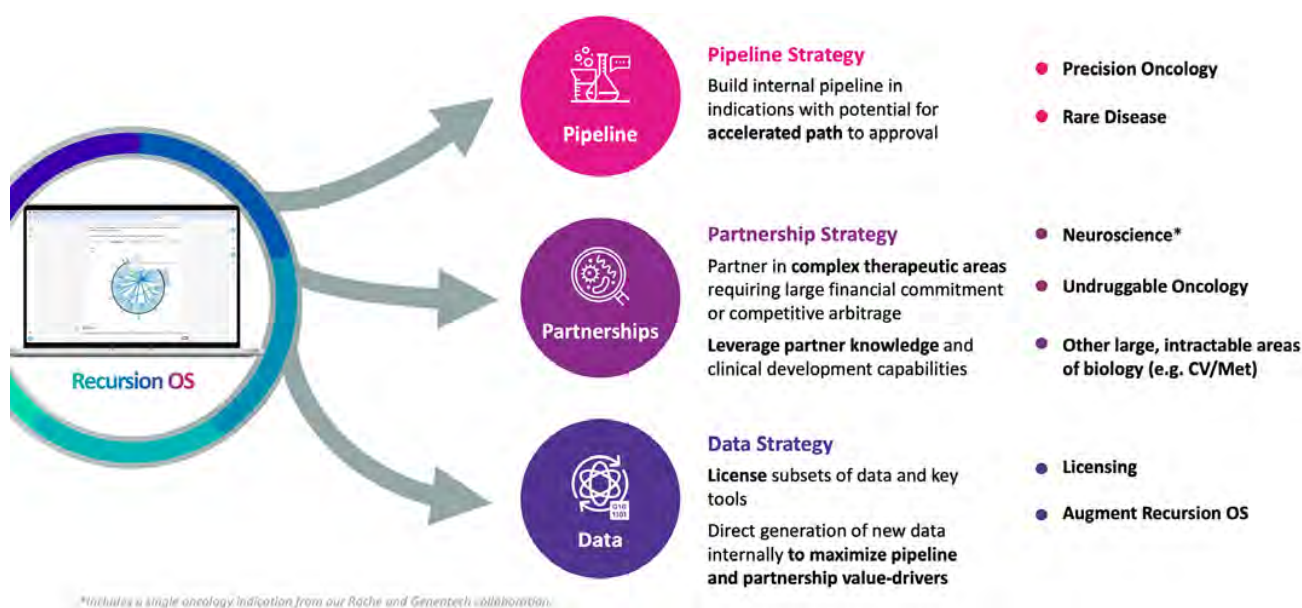 Pipeline Strategy
Build internal pipeline in
indications with potential for
accelerated path to approval
Pipeline
Precision Oncology
Rare Disease
Recursion OS
Partnership Strategy
Partner in complex therapeutic areas
requiring large financial commitment
or competitive arbitrage
Leverage partner knowledge and
clinical development capabilities
Partnerships
Neuroscience*
Undruggable Oncology
Other large, intractable areas
of biology (e.g. CV/Met)
Data Strategy
License subsets of data and key
tools
Direct generation of new data
internally to maximize pipeline
and partnership value-drivers
Data
Licensing
Augment Recursion OS
*Includes a single oncology indication from our Roche and Genentech collaboration.